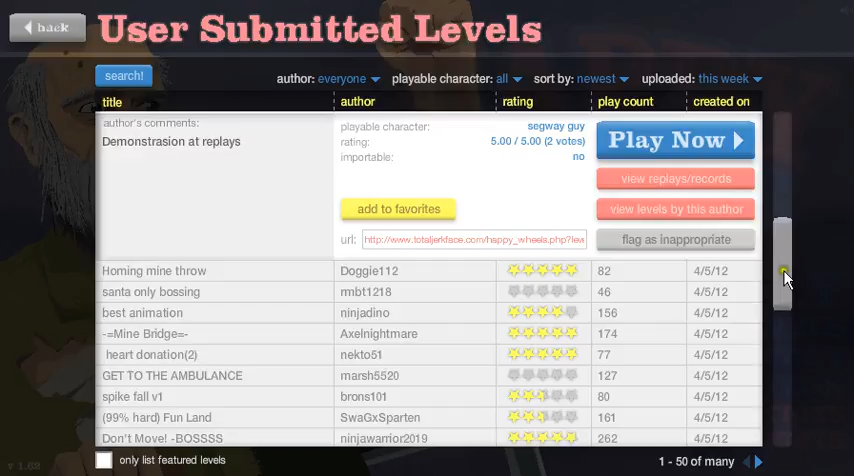 back
User Submitted Levels
search!
author: everyone playable character: all sort by: newest uploaded: this week
title author rating play count created on
author's comments:
Demonstrasion at replays
playable character: segway guy
rating: 5.00 / 5.00 (2 votes)
importable: no
Play Now
view replays/records
add to favorites
view levels by this author
url: http://www.totaljerkface.com/happy_wheels.php?leve
flag as inappropriate
Homing mine throw Doggie112 82 4/5/12
santa only bossing rmbt1218 46 4/5/12
best animation ninjadino 156 4/5/12
-=Mine Bridge=- Axelnightmare 174 4/5/12
heart donation(2) nekto51 77 4/5/12
GET TO THE AMBULANCE marsh5520 127 4/5/12
spike fall v1 brons101 80 4/5/12
(99% hard) Fun Land SwaGxSparten 161 4/5/12
Don't Move! -BOSSSS ninjawarrior2019 262 4/5/12
only list featured levels
1 - 50 of many
v 1.62